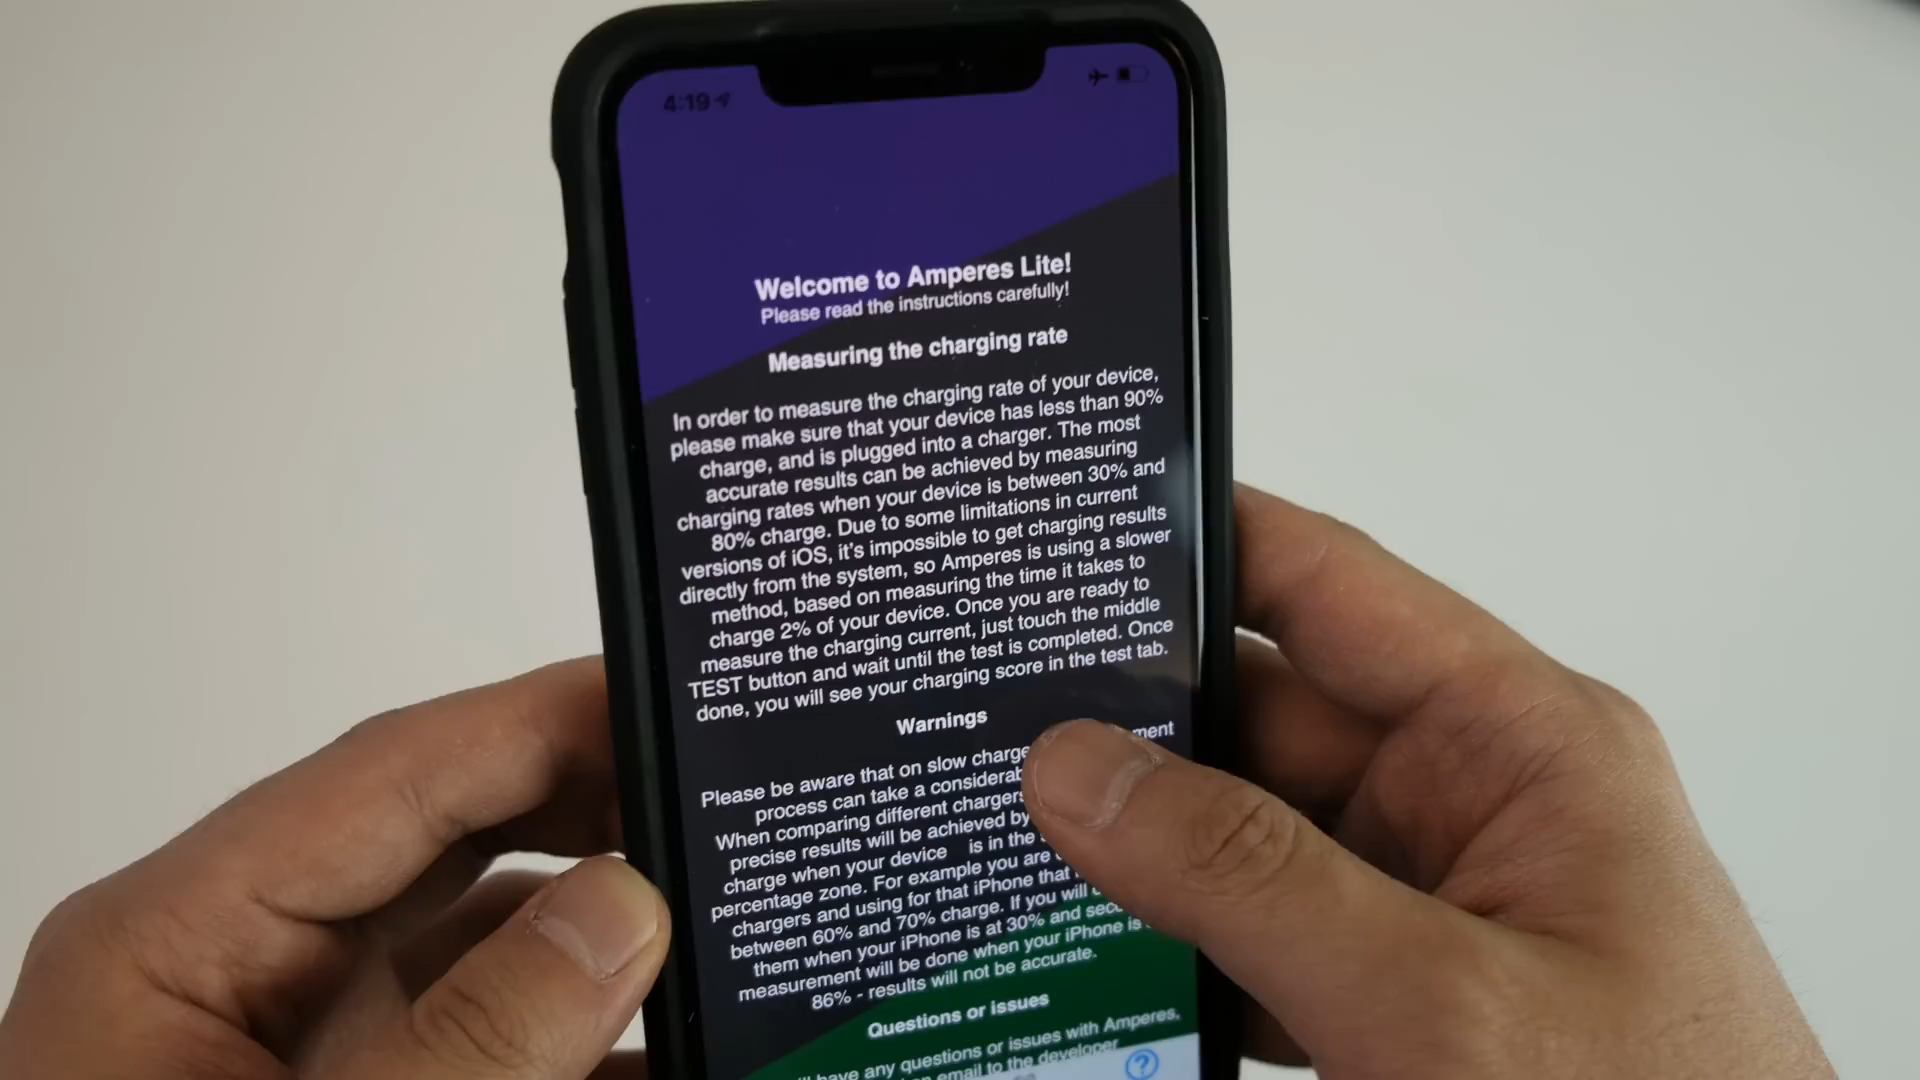 4:19
Welcome to Amperes Lite!
Please read the instructions carefully!
Measuring the charging rate
In order to measure the charging rate of your device,
please make sure that your device has less than 90%
charge, and is plugged into a charger. The most
accurate results can be achieved by measuring
charging rates when your device is between 30% and
80% charge. Due to some limitations in current
versions of iOS, it's impossible to get charging results
directly from the system, so Amperes is using a slower
method, based on measuring the time it takes to
charge 2% of your device. Once you are ready to
measure the charging current, just touch the middle
TEST button and wait until the test is completed. Once
done, you will see your charging score in the test tab.
Warnings
Please be aware that on slow
process can take a
When comparing different chargers
precise results will be achieved by
charge when your device is in the
percentage zone. For example you are
chargers and using for that iPhone that
between 60% and 70% charge. If you will
them when your iPhone is at 30% and
measurement will be done when your iPhone is
86% - results will not be accurate.
Questions or issues
have any questions or issues with Amperes,
email to the developer
?